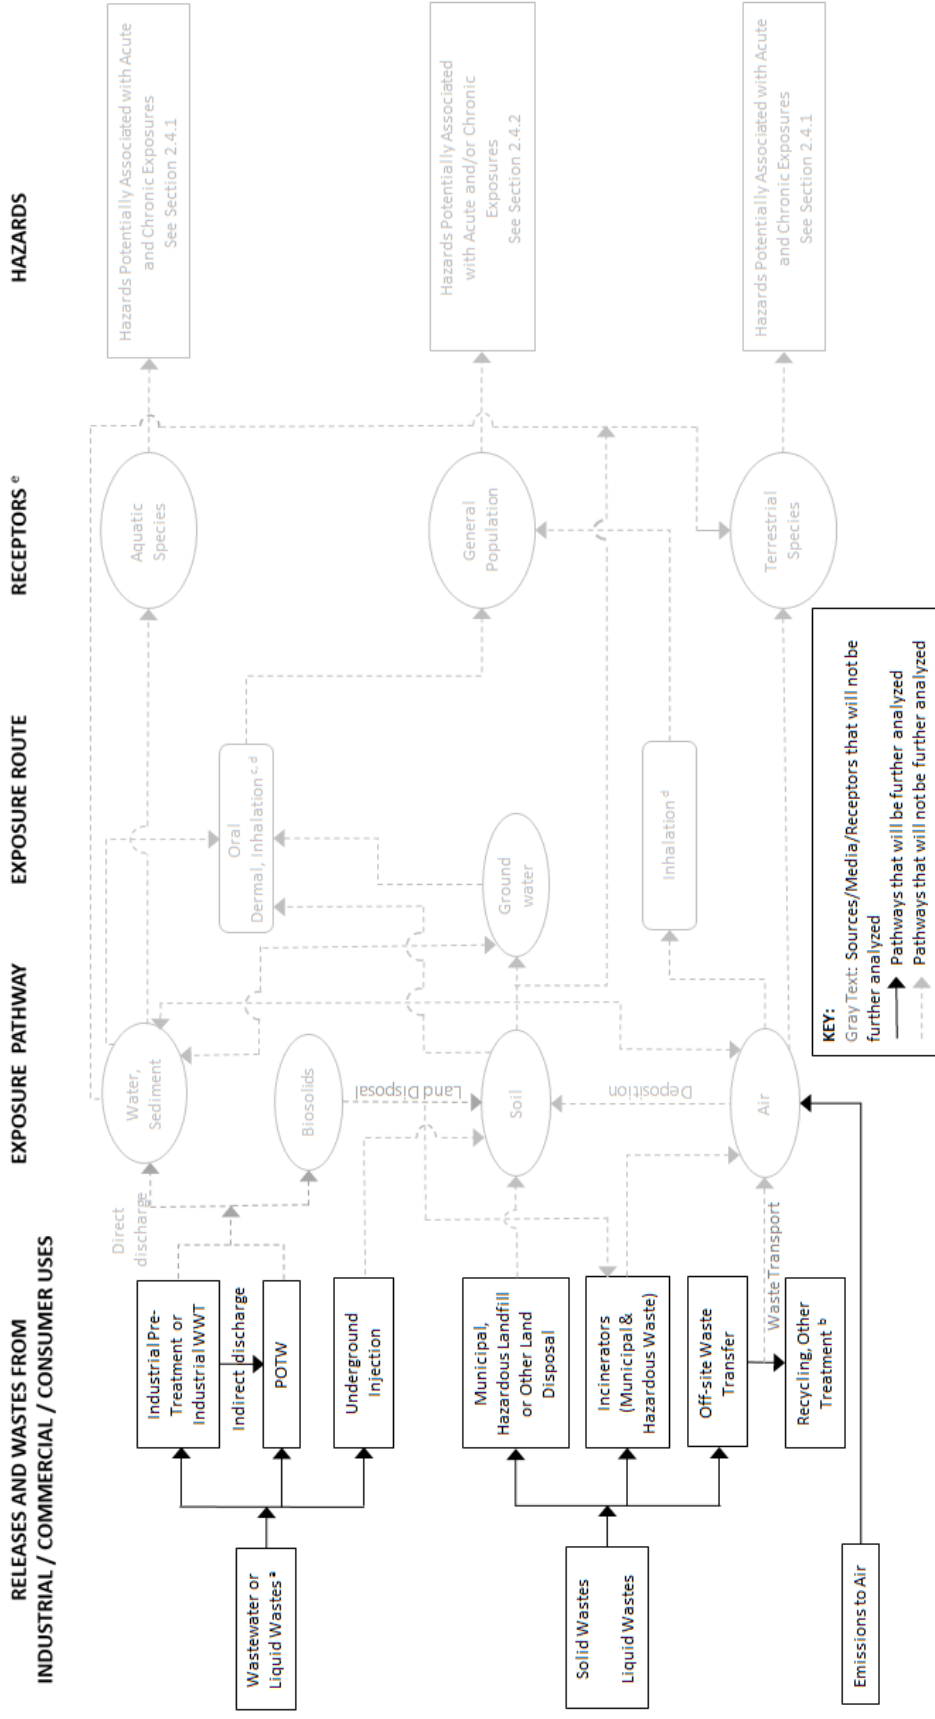 RELEASES AND WASTES FROM
INDUSTRIAL / COMMERCIAL / CONSUMER USES
EXPOSURE PATHWAY
EXPOSURE ROUTE
RECEPTORS e
HAZARDS
Wastewater or
Liquid Wastes a
Industrial Pre-
Treatment or
Industrial WWT
Indirect discharge
POTW
Underground
Injection
Direct
discharge
Water,
Sediment
Biosolids
Land Disposal
Oral
Dermal, Inhalation c, d
Ground
water
Aquatic
Species
Hazards Potentially Associated with Acute
and Chronic Exposures
See Section 2.4.1
Solid Wastes
Liquid Wastes
Municipal,
Hazardous Landfill
or Other Land
Disposal
Incinerators
(Municipal &
Hazardous Waste)
Off-site Waste
Transfer
Recycling, Other
Treatment b
Waste Transport
Soil
Deposition
Air
Inhalation d
General
Population
Hazards Potentially Associated
with Acute and/or Chronic
Exposures
See Section 2.4.2
Emissions to Air
Terrestrial
Species
Hazards Potentially Associated with Acute
and Chronic Exposures
See Section 2.4.1
KEY:
Gray Text: Sources/Media/Receptors that will not be
further analyzed
Pathways that will be further analyzed
Pathways that will not be further analyzed